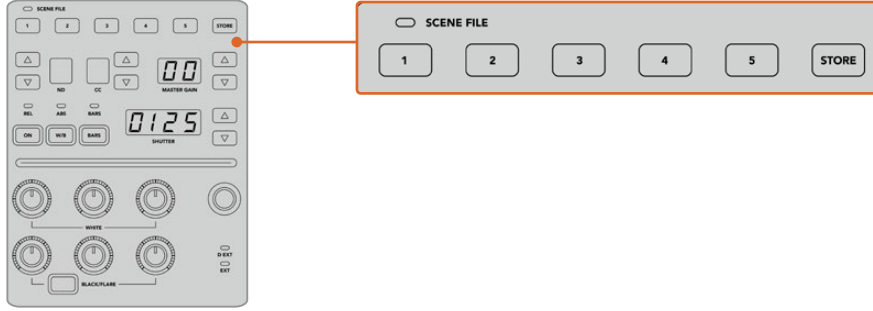 SCENE FILE
1 2 3 4 5 STORE
ND CC 00 MASTER GAIN
REL ABS BARS
ON W/B BARS 0125
SHUTTER
WHITE
D EXT
EXT
BLACK/FLARE
SCENE FILE
1 2 3 4 5 STORE